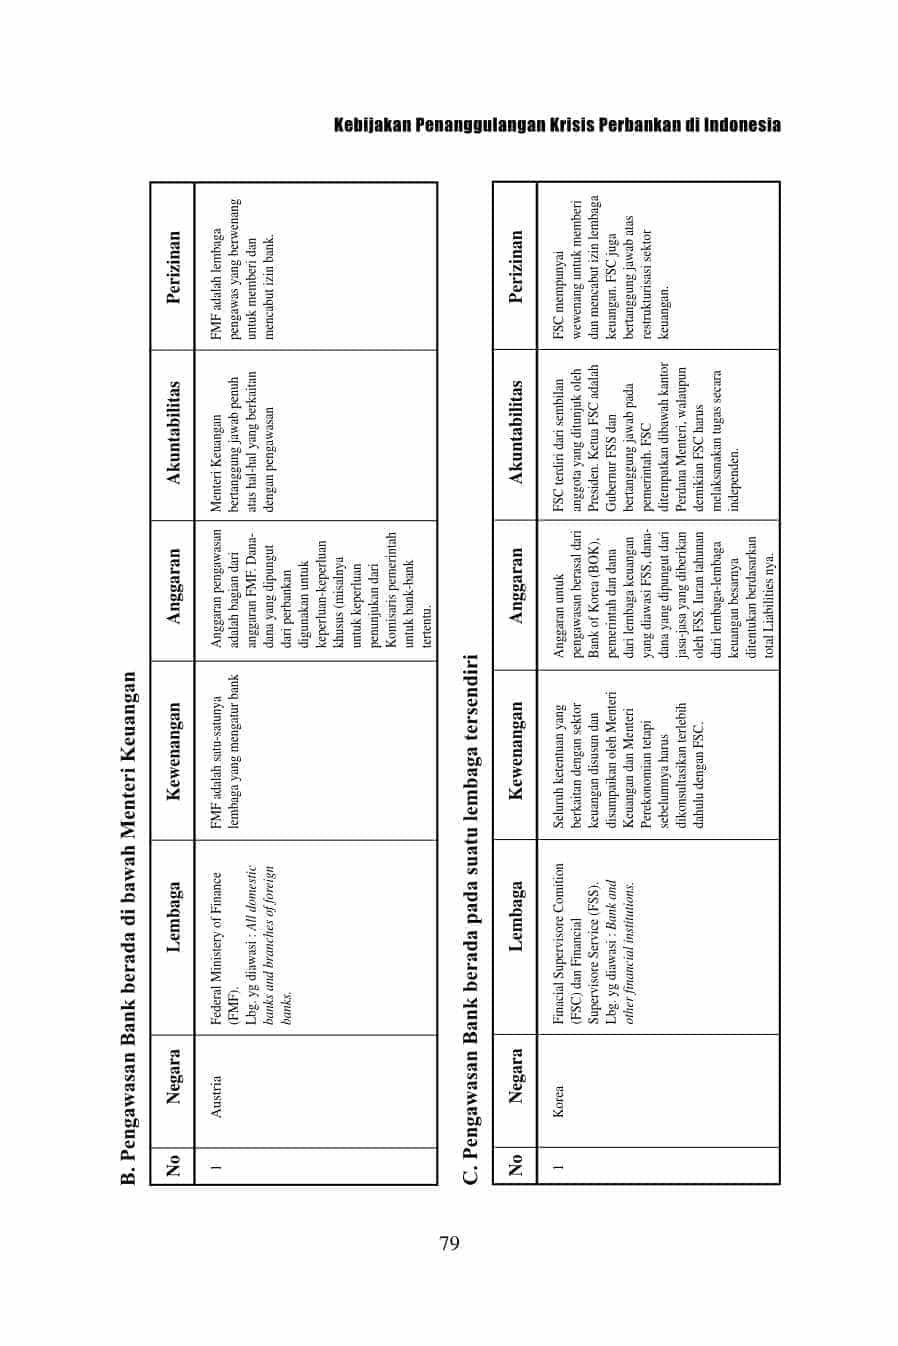 Kebijakan Penanggulangan Krisis Perbankan di Indonesia
B. Pengawasan Bank berada di bawah Menteri Keuangan
No
Negara
Lembaga
Kewenangan
Anggaran
Akuntabilitas
Perizinan
1
Austria
Federal Ministery of Finance
(FMF).
Lbg. yg diawasi : All domestic
banks and branches of foreign
banks.
FMF adalah satu-satunya
lembaga yang mengatur bank
Anggaran pengawasan
adalah bagian dari
anggaran FMF. Dana-
dana yang dipungut
dari perbankan
digunakan untuk
keperluan-keperluan
khusus (misalnya
untuk keperluan
penunjukan dari
Komisaris pemerintah
untuk bank-bank
tertentu.
Menteri Keuangan
bertanggung jawab penuh
atas hal-hal yang berkaitan
dengan pengawasan
FMF adalah lembaga
pengawas yang berwenang
untuk memberi dan
mencabut izin bank.
C. Pengawasan Bank berada pada suatu lembaga tersendiri
No
Negara
Lembaga
Kewenangan
Anggaran
Akuntabilitas
Perizinan
1
Korea
Finacial Supervisore Comition
(FSC) dan Financial
Supervisore Service (FSS).
Lbg. yg diawasi : Bank and
other financial institutions.
Seluruh ketentuan yang
berkaitan dengan sektor
keuangan disusun dan
disampaikan oleh Menteri
Keuangan dan Menteri
Perekonomian tetapi
sebelumnya harus
dikonsultasikan terlebih
dahulu dengan FSC.
Anggaran untuk
pengawasan berasal dari
Bank of Korea (BOK),
pemerintah dan dana
dari lembaga keuangan
yang diawasi FSS, dana-
dana yang dipungut dari
jasa-jasa yang diberikan
oleh FSS. Iuran tahunan
dari lembaga-lembaga
keuangan besarnya
ditentukan berdasarkan
total Liabilities nya.
FSC terdiri dari sembilan
anggota yang ditunjuk oleh
Presiden. Ketua FSC adalah
Gubernur FSS dan
bertanggung jawab pada
pemerintah. FSC
ditempatkan dibawah kantor
Perdana Menteri, walaupun
demikian FSC harus
melaksanakan tugas secara
independen.
FSC mempunyai
wewenang untuk memberi
dan mencabut izin lembaga
keuangan. FSC juga
bertanggung jawab atas
restrukturisasi sektor
keuangan.
79